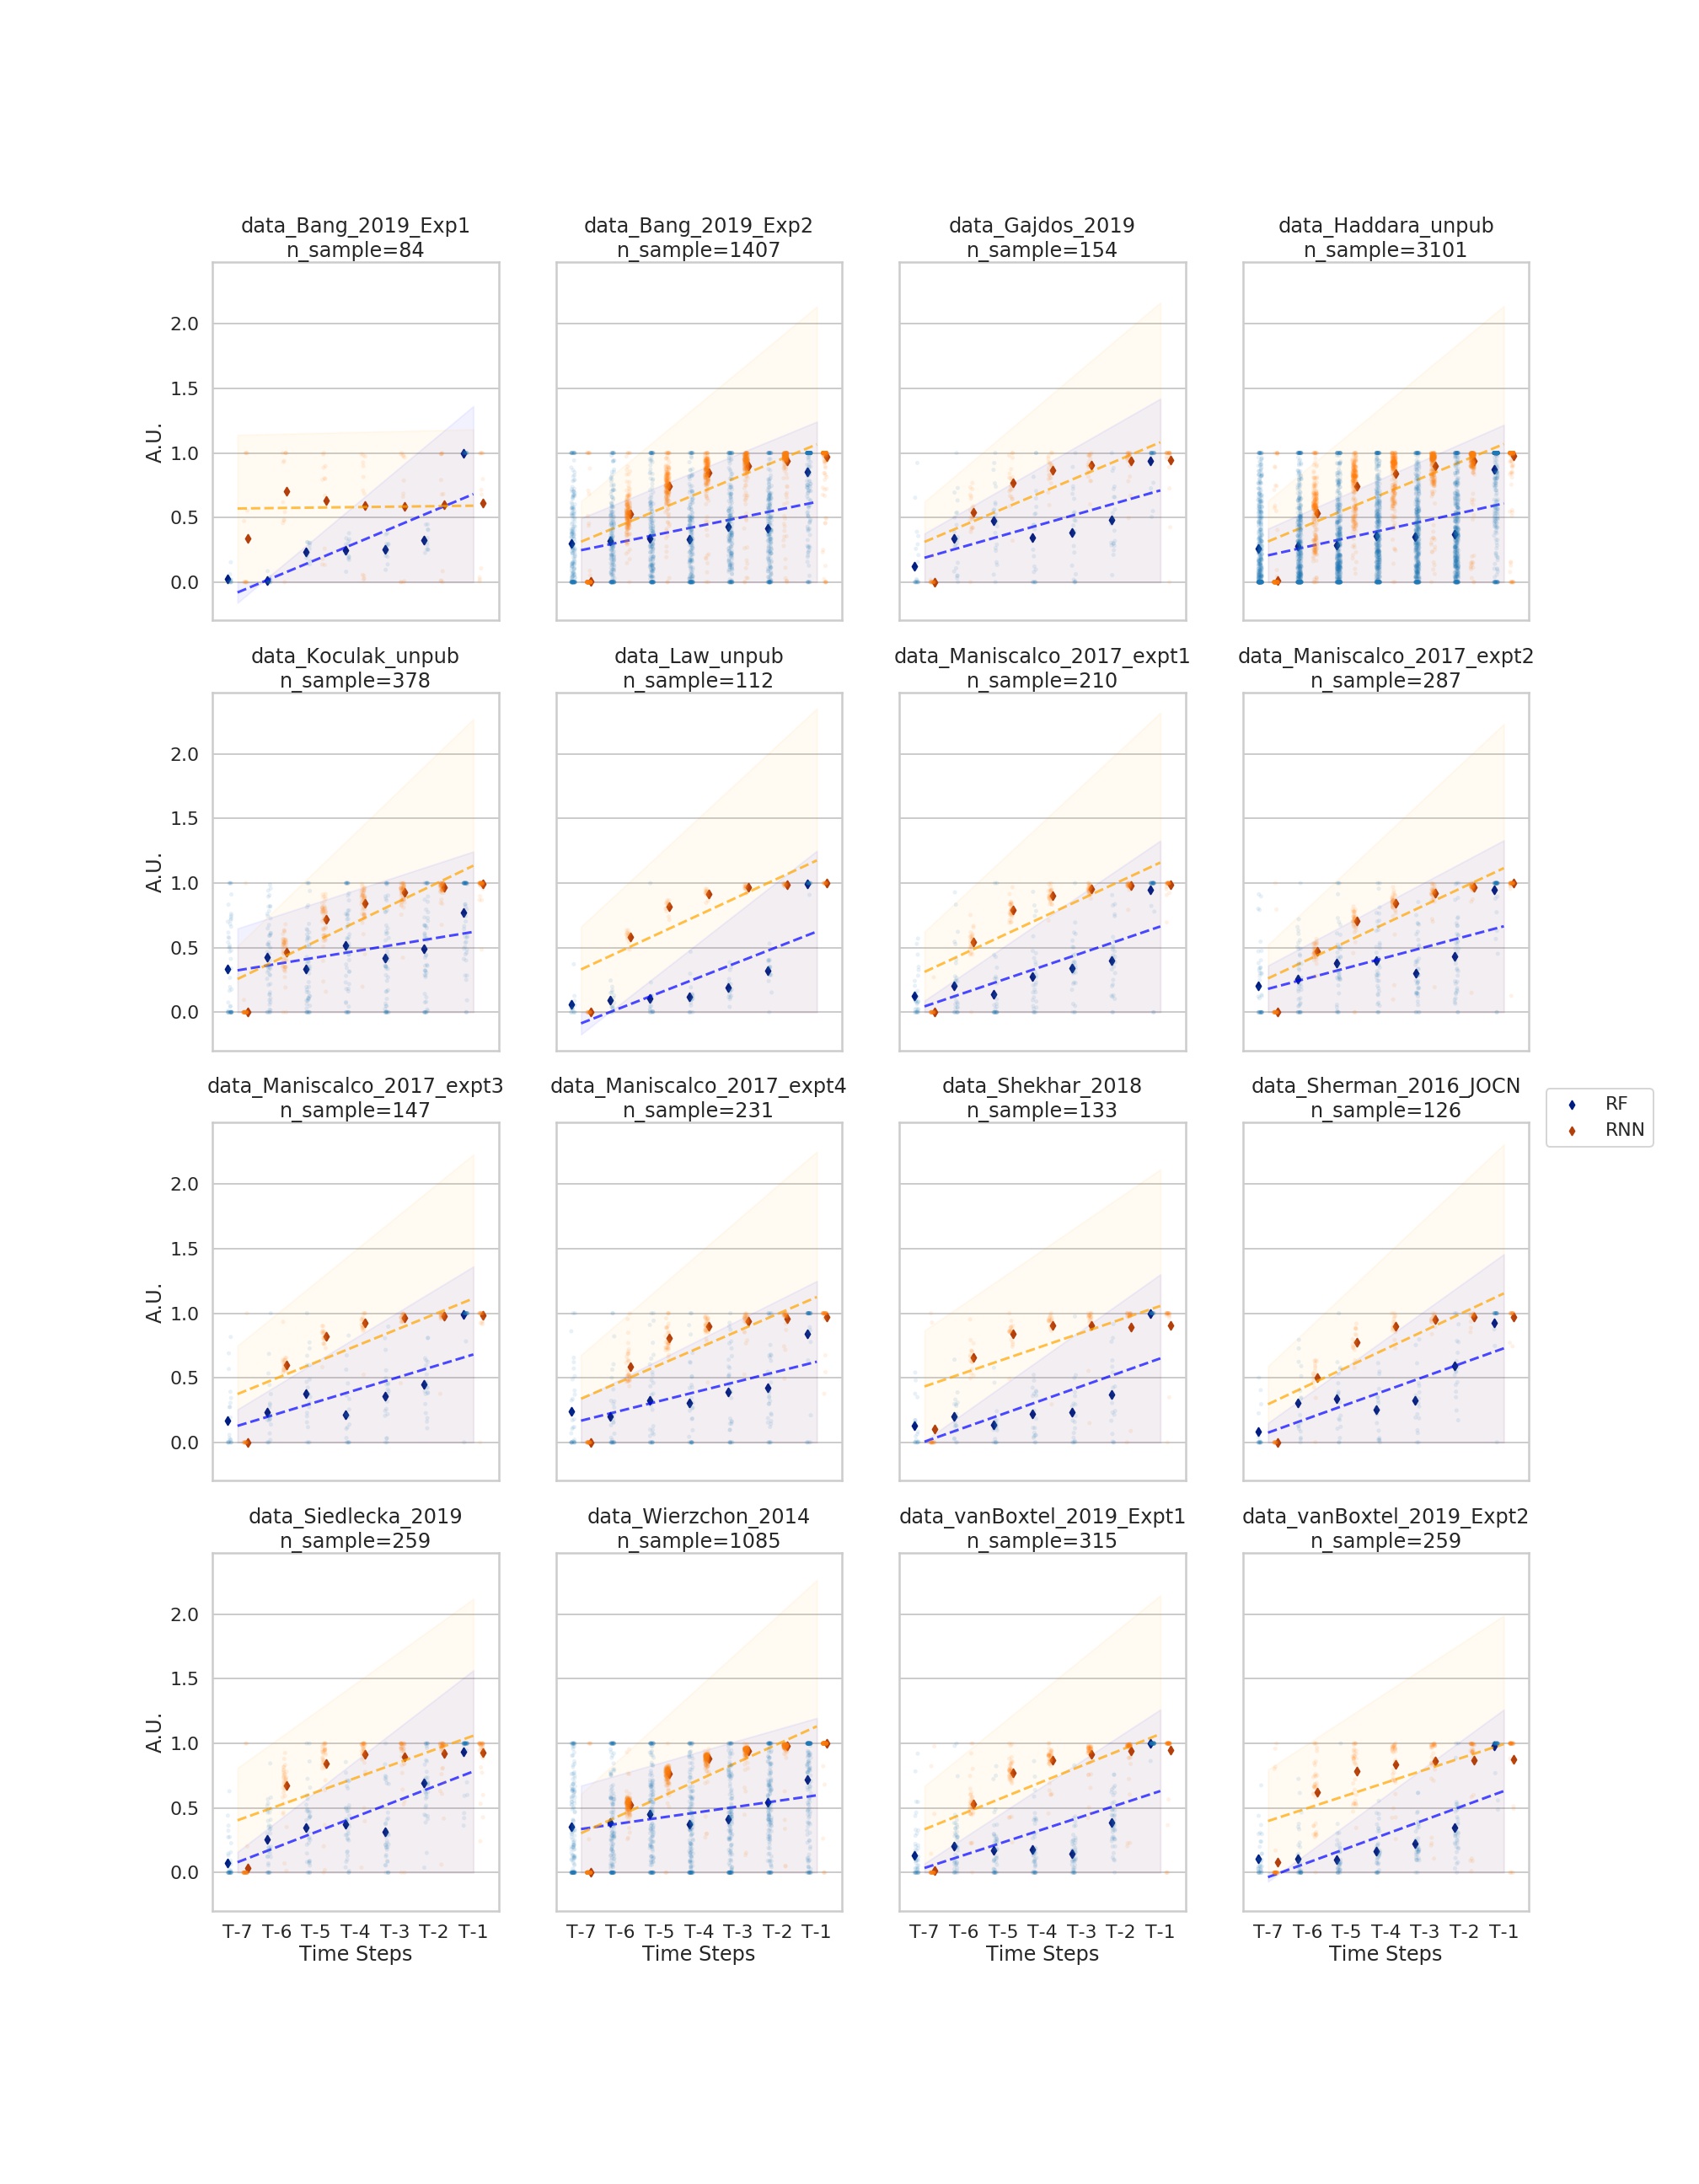 data_Bang_2019_Exp1
n_sample=84
data_Bang_2019_Exp2
n_sample=1407
data_Gajdos_2019
n_sample=154
data_Haddara_unpub
n_sample=3101
A.U.
2.0
1.5
1.0
0.5
0.0
data_Koculak_unpub
n_sample=378
data_Law_unpub
n_sample=112
data_Maniscalco_2017_expt1
n_sample=210
data_Maniscalco_2017_expt2
n_sample=287
A.U.
2.0
1.5
1.0
0.5
0.0
data_Maniscalco_2017_expt3
n_sample=147
data_Maniscalco_2017_expt4
n_sample=231
data_Shekhar_2018
n_sample=133
data_Sherman_2016_JOCN
n_sample=126
A.U.
2.0
1.5
1.0
0.5
0.0
RF
RNN
data_Siedlecka_2019
n_sample=259
data_Wierzchon_2014
n_sample=1085
data_vanBoxtel_2019_Expt1
n_sample=315
data_vanBoxtel_2019_Expt2
n_sample=259
A.U.
2.0
1.5
1.0
0.5
0.0
T-7 T-6 T-5 T-4 T-3 T-2 T-1
Time Steps
T-7 T-6 T-5 T-4 T-3 T-2 T-1
Time Steps
T-7 T-6 T-5 T-4 T-3 T-2 T-1
Time Steps
T-7 T-6 T-5 T-4 T-3 T-2 T-1
Time Steps